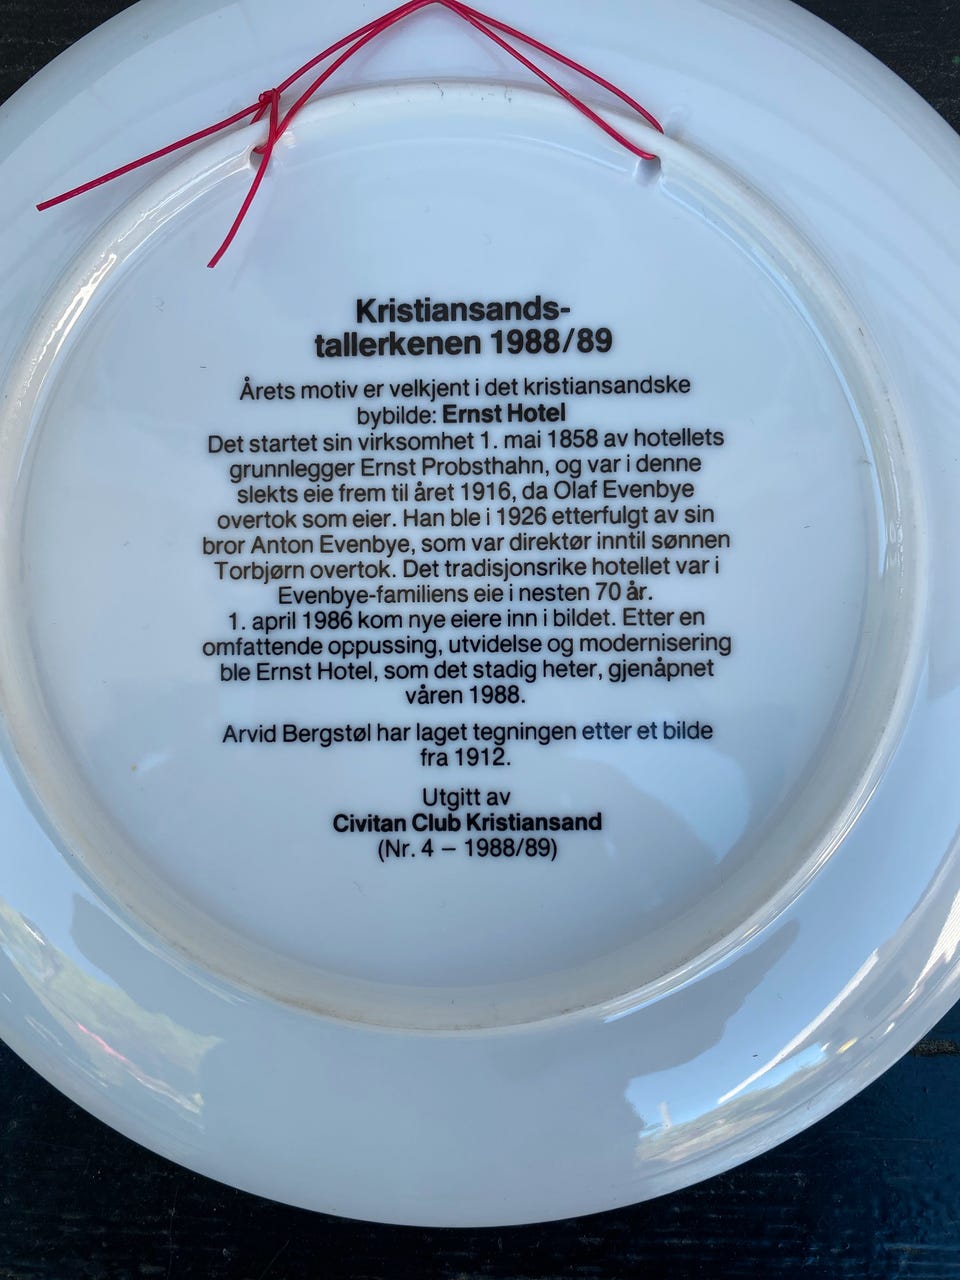 Kristiansands-
tallerkenen 1988/89
Årets motiv er velkjent i det kristiansandske
bybilde: Ernst Hotel
Det startet sin virksomhet 1. mai 1858 av hotellets
grunnlegger Ernst Probsthahn, og var i denne
slekts eie frem til året 1916, da Olaf Evenbye
overtok som eier. Han ble i 1926 etterfulgt av sin
bror Anton Evenbye, som var direktør inntil sønnen
Torbjørn overtok. Det tradisjonsrike hotellet var i
Evenbye-familiens eie i nesten 70 år.
1. april 1986 kom nye eiere inn i bildet. Etter en
omfattende oppussing, utvidelse og modernisering
ble Ernst Hotel, som det stadig heter, gjenåpnet
våren 1988.
Arvid Bergstøl har laget tegningen etter et bilde
fra 1912.
Utgitt av
Civitan Club Kristiansand
(Nr. 4 – 1988/89)